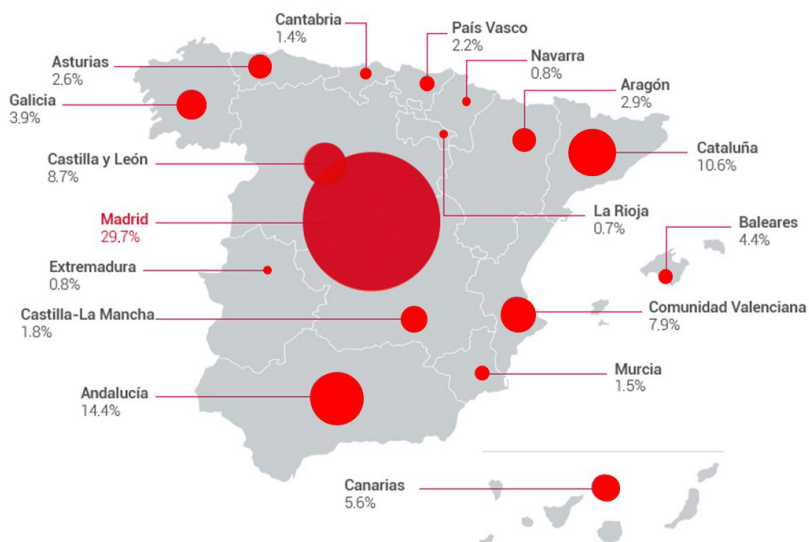 Cantabria
1.4%
País Vasco
2.2%
Navarra
0.8%
Asturias
2.6%
Aragón
2.9%
Galicia
3.9%
Cataluña
10.6%
Castilla y León
8.7%
Madrid
29.7%
La Rioja
0.7%
Baleares
4.4%
Extremadura
0.8%
Castilla-La Mancha
1.8%
Comunidad Valenciana
7.9%
Murcia
1.5%
Andalucía
14.4%
Canarias
5.6%